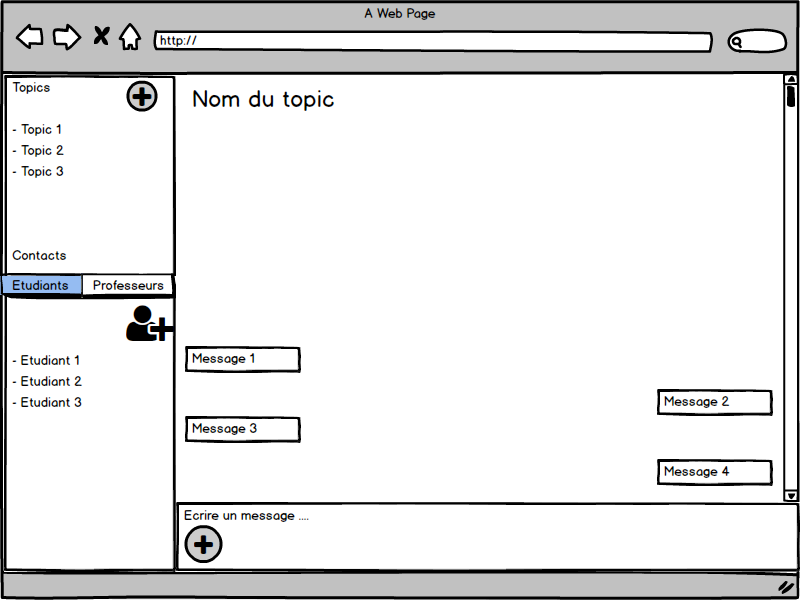 A Web Page
http://
Topics
- Topic 1
- Topic 2
- Topic 3
Contacts
Etudiants
Professeurs
- Etudiant 1
- Etudiant 2
- Etudiant 3
Nom du topic
Message 1
Message 2
Message 3
Message 4
Ecrire un message ....